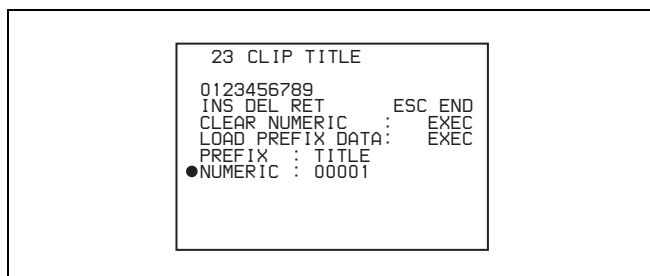 23 CLIP TITLE
0123456789
INS DEL RET ESC END
CLEAR NUMERIC : EXEC
LOAD PREFIX DATA: EXEC
PREFIX : TITLE
●NUMERIC : 00001